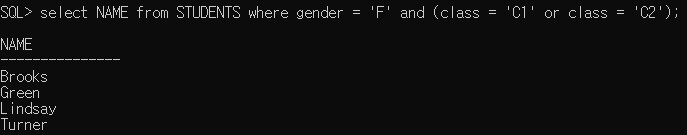 SQL> select NAME from STUDENTS where gender = 'F' and (class = 'C1' or class = 'C2');
NAME
---------------
Brooks
Green
Lindsay
Turner